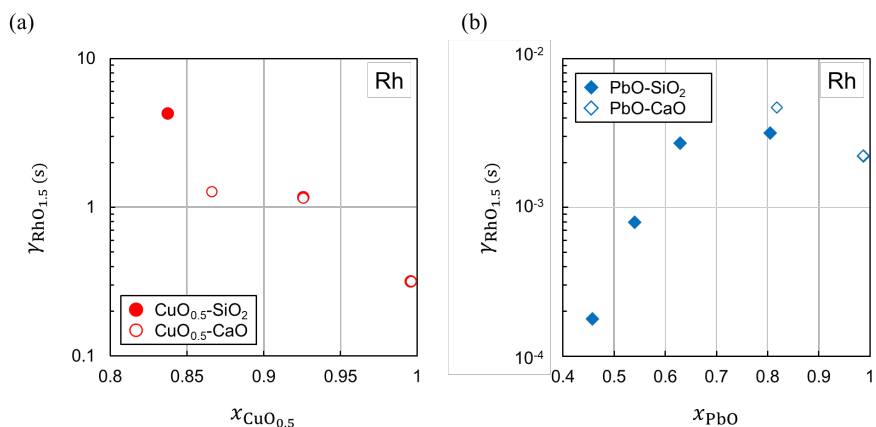 (a)
(b)
10
1
0.1
γRhO1.5 (s)
Rh
CuO0.5-SiO2
CuO0.5-CaO
0.8
0.85
0.9
0.95
1
xCuO0.5
10-2
10-3
10-4
γRhO1.5 (s)
PbO-SiO2
PbO-CaO
Rh
0.4
0.5
0.6
0.7
0.8
0.9
1
xPbO